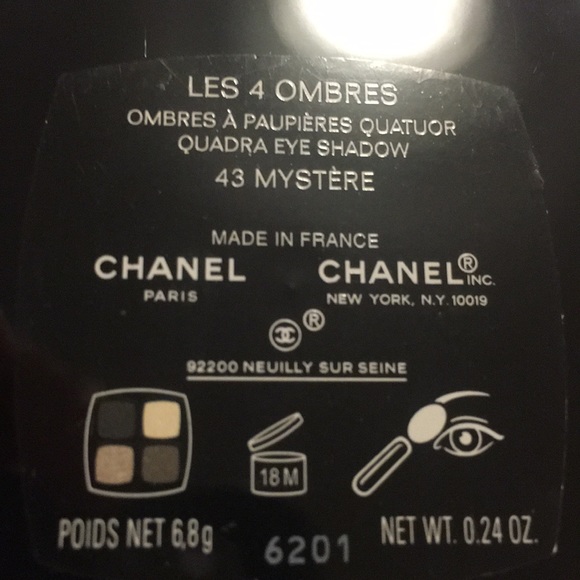 LES 4 OMBRES
OMBRES À PAUPIÈRES QUATUOR
QUADRA EYE SHADOW
43 MYSTÈRE
MADE IN FRANCE
CHANEL CHANEL® INC.
PARIS NEW YORK, N.Y. 10019
®
92200 NEUILLY SUR SEINE
18M
POIDS NET 6,8g 6201 NET WT. 0.24 OZ.